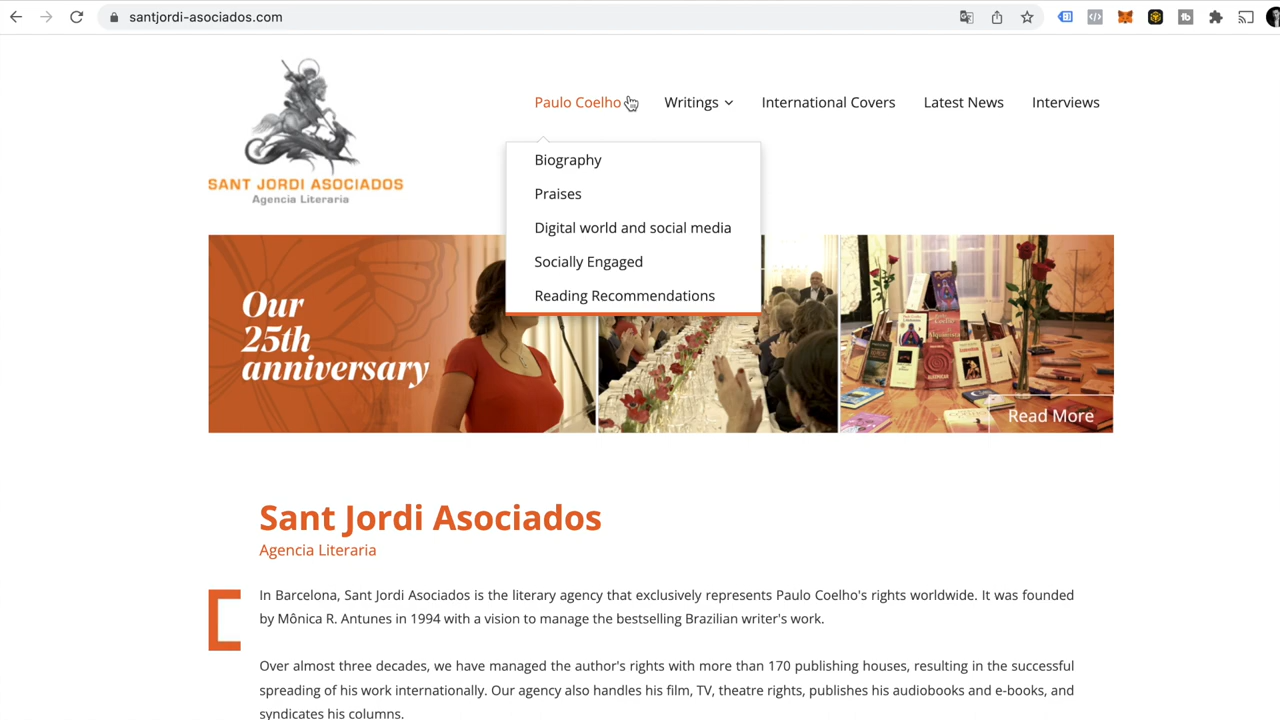 santjordi-asociados.com
SANT JORDI ASOCIADOS
Agencia Literaria
Paulo Coelho
Writings
International Covers
Latest News
Interviews
Biography
Praises
Digital world and social media
Socially Engaged
Reading Recommendations
Our
25th
anniversary
Read More
Sant Jordi Asociados
Agencia Literaria
In Barcelona, Sant Jordi Asociados is the literary agency that exclusively represents Paulo Coelho's rights worldwide. It was founded
by Mônica R. Antunes in 1994 with a vision to manage the bestselling Brazilian writer's work.
Over almost three decades, we have managed the author's rights with more than 170 publishing houses, resulting in the successful
spreading of his work internationally. Our agency also handles his film, TV, theatre rights, publishes his audiobooks and e-books, and
syndicates his columns.